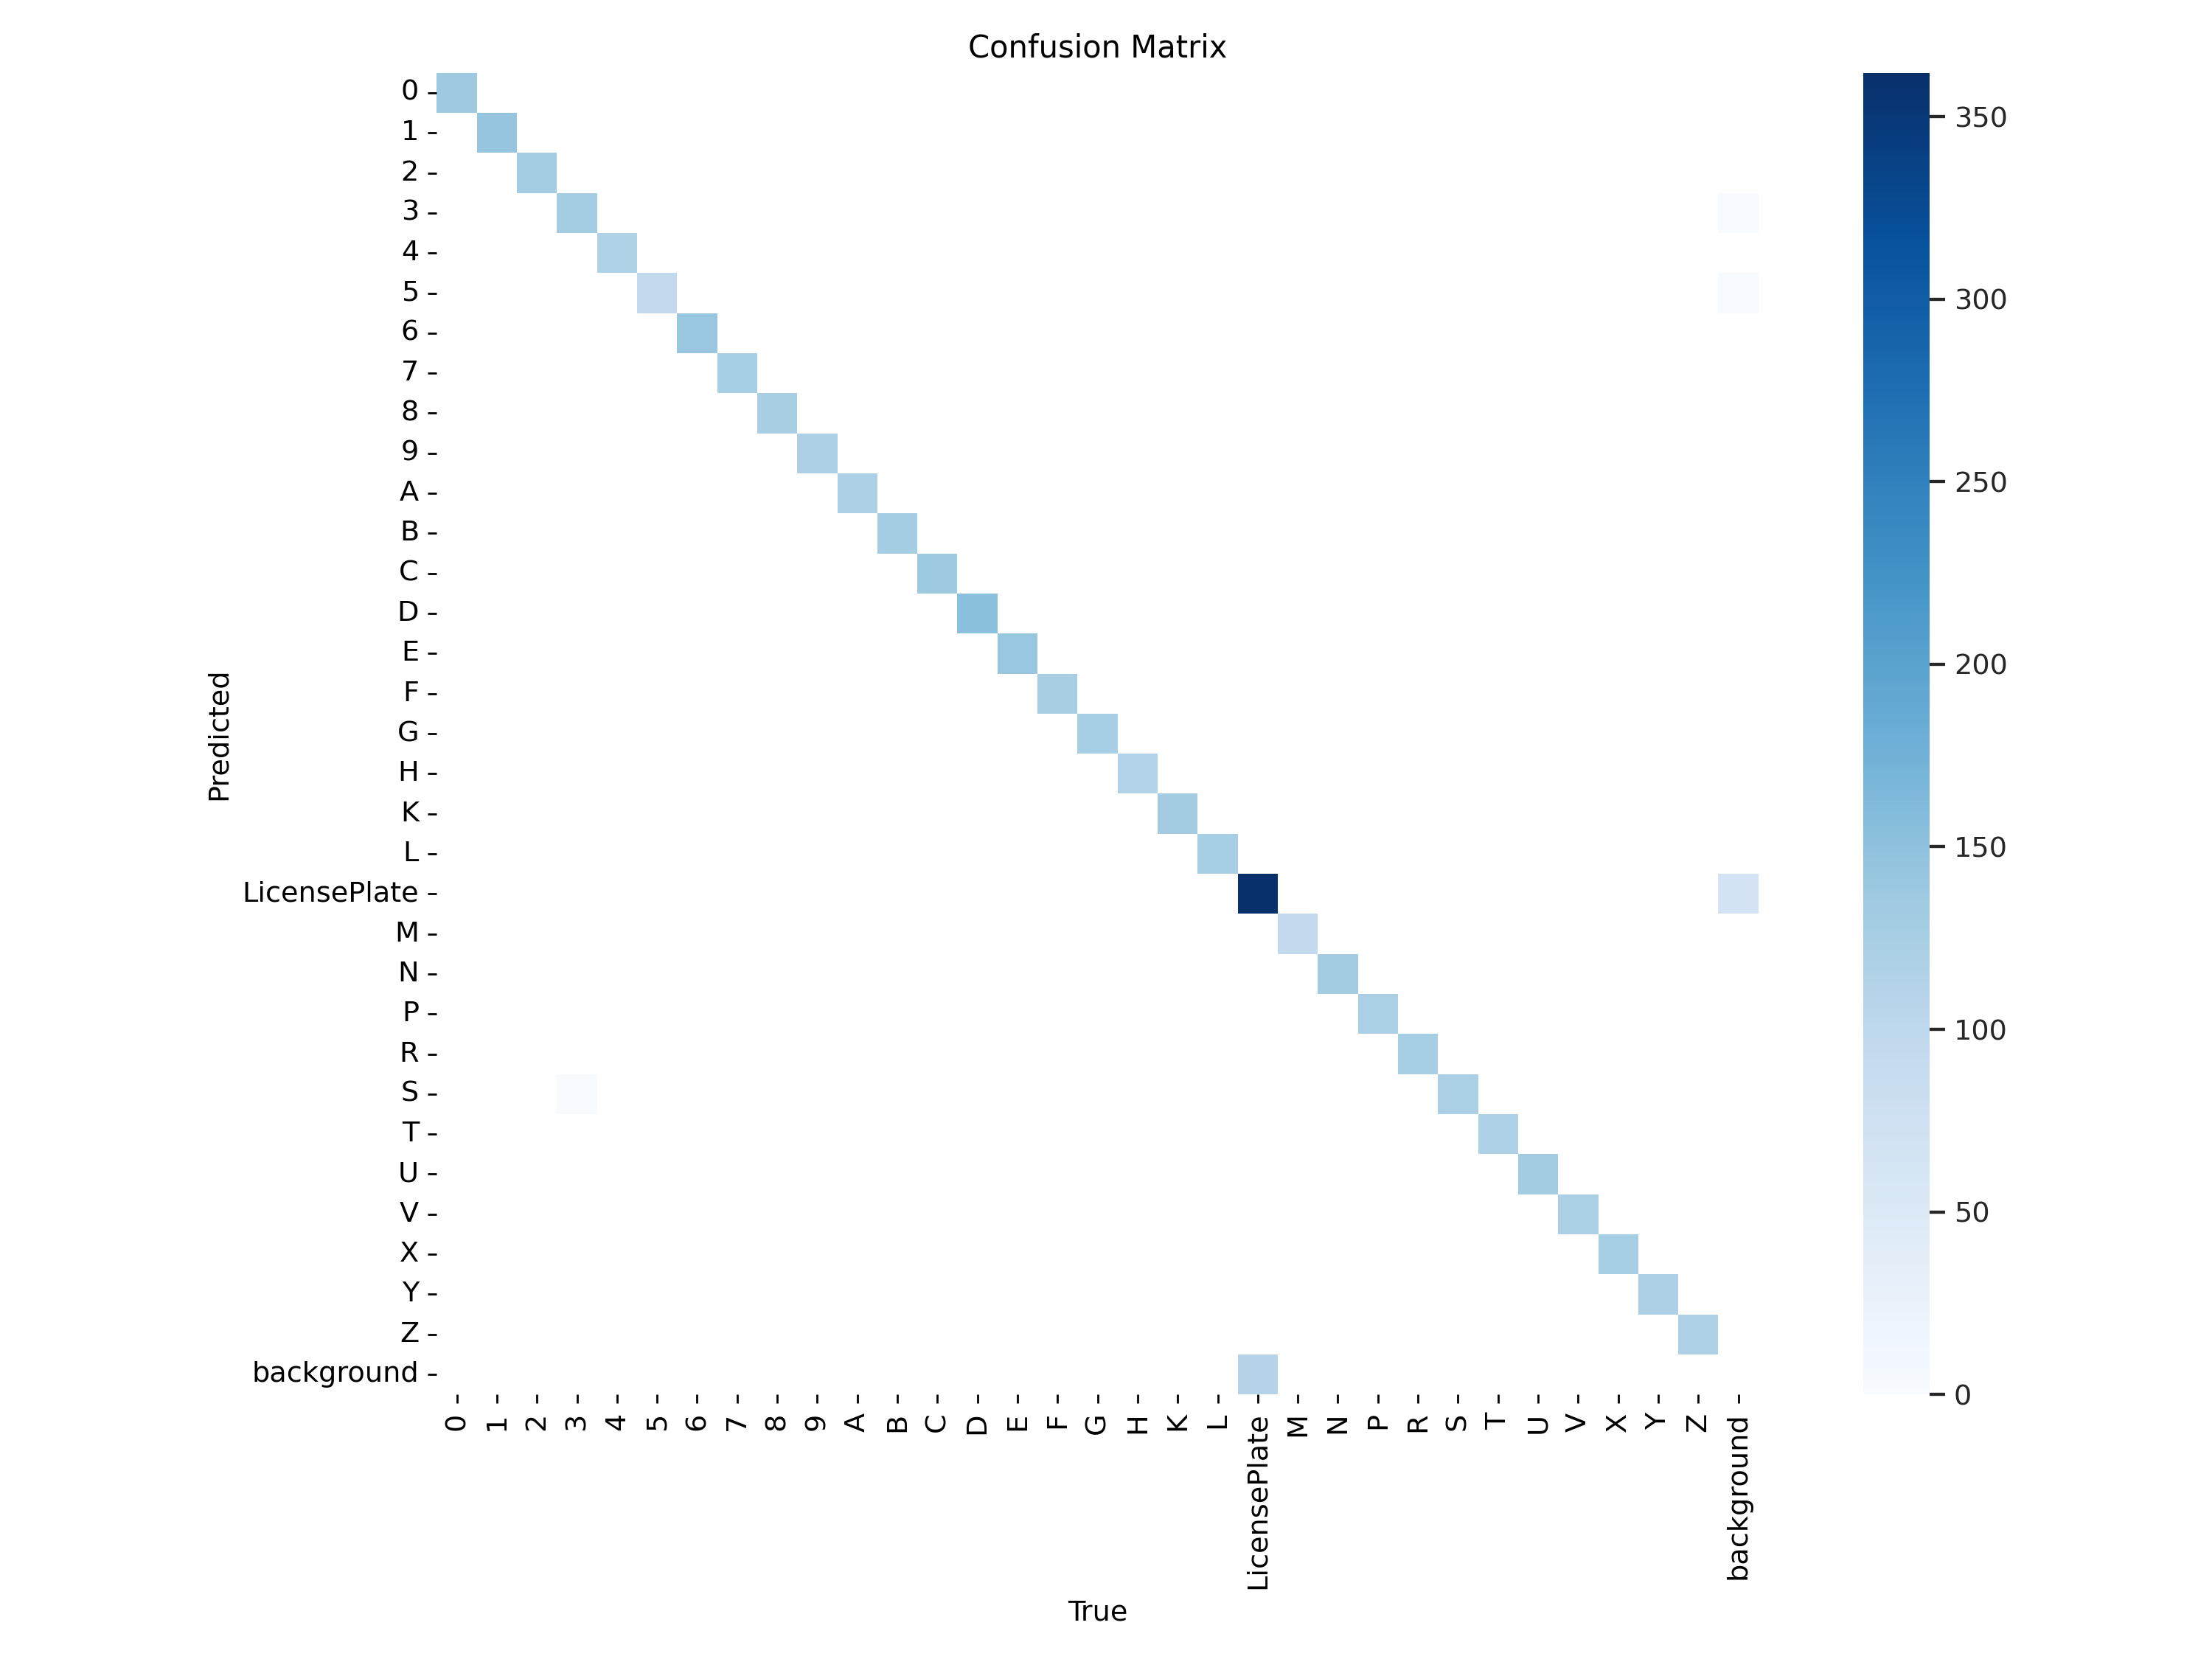 Confusion Matrix
0
1
2
3
4
5
6
7
8
9
A
B
C
D
E
F
G
H
K
L
LicensePlate
M
N
P
R
S
T
U
V
X
Y
Z
background
Predicted
0 1 2 3 4 5 6 7 8 9 A B C D E F G H K L LicensePlate M N P R S T U V X Y Z background
True
350
300
250
200
150
100
50
0